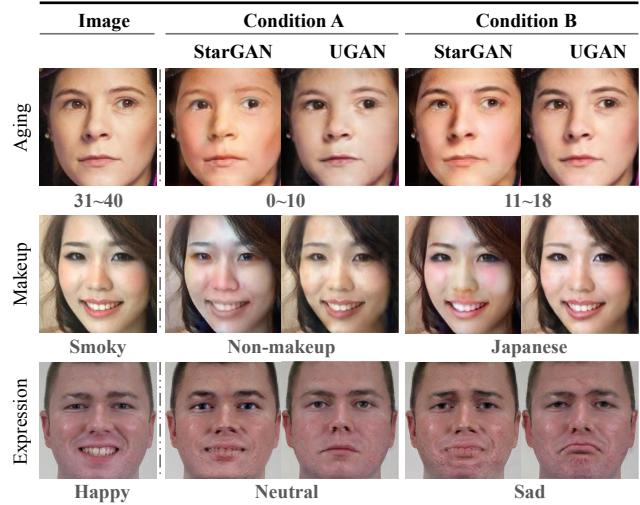 Image Condition A Condition B
StarGAN UGAN StarGAN UGAN
Aging
31~40 0~10 11~18
Makeup
Smoky Non-makeup Japanese
Expression
Happy Neutral Sad